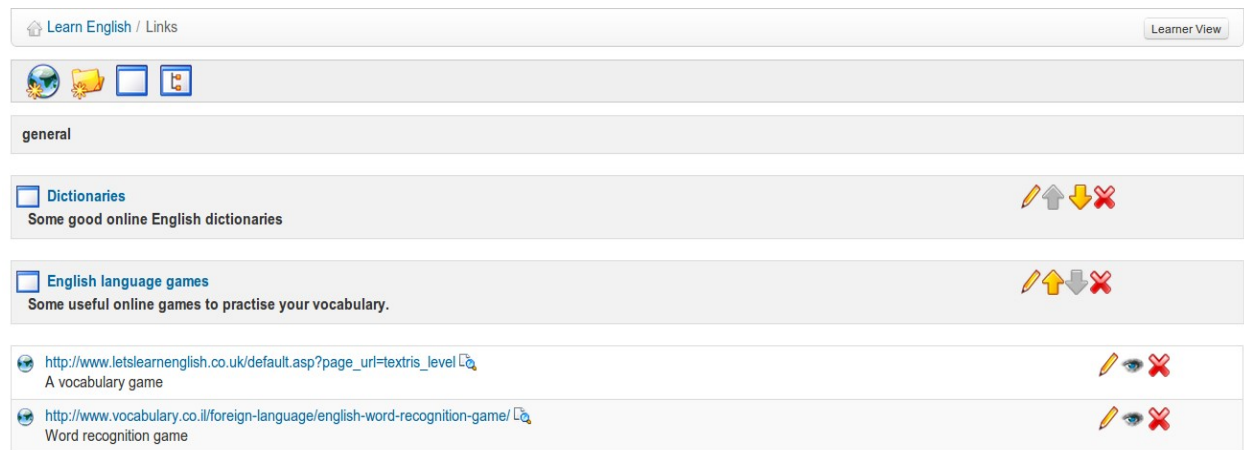 Learn English / Links
Learner View
general
Dictionaries
Some good online English dictionaries
English language games
Some useful online games to practise your vocabulary.
http://www.letslearnenglish.co.uk/default.asp?page_url=textris_level
A vocabulary game
http://www.vocabulary.co.il/foreign-language/english-word-recognition-game/
Word recognition game